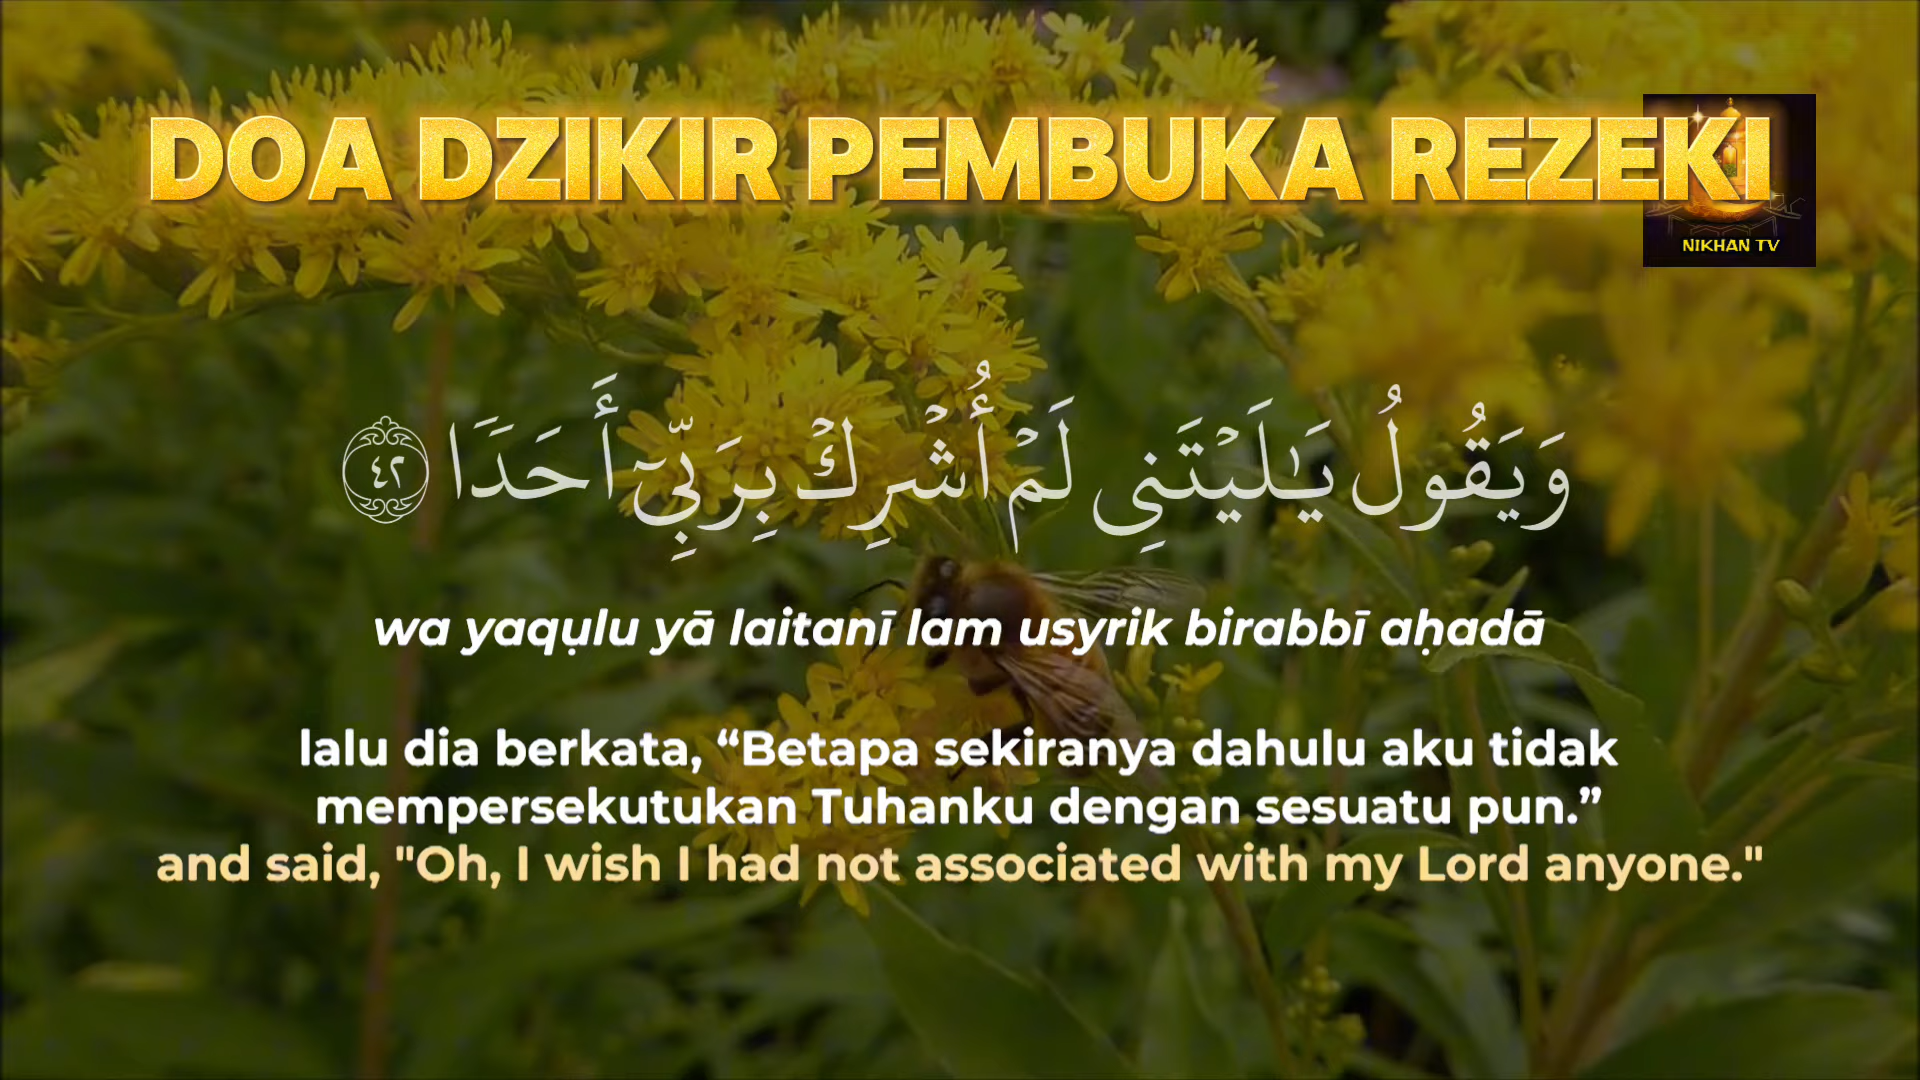 DOA DZIKIR PEMBUKA REZEKI
NIKHAN TV
وَيَقُولُ يَـٰلَيْتَنِى لَمْ أُشْرِكْ بِرَبِّىٓ أَحَدًا ٤٢
wa yaqụlu yā laitanī lam usyrik birabbī aḥadā
lalu dia berkata, “Betapa sekiranya dahulu aku tidak
mempersekutukan Tuhanku dengan sesuatu pun.”
and said, "Oh, I wish I had not associated with my Lord anyone."